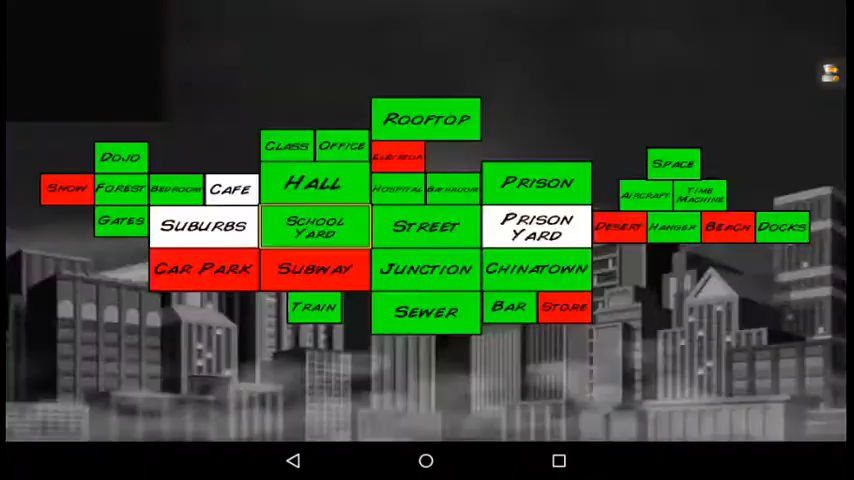 ROOFTOP
CLASS OFFICE
DOJO
SPACE
SNOW FOREST BEDROOM CAFE HALL HOSPITAL BATHROOM PRISON
AIRCRAFT TIME
MACHINE
GATES SUBURBS SCHOOL
YARD STREET PRISON
YARD DESERT HANGER BEACH DOCKS
CAR PARK SUBWAY JUNCTION CHINATOWN
TRAIN SEWER BAR STORE